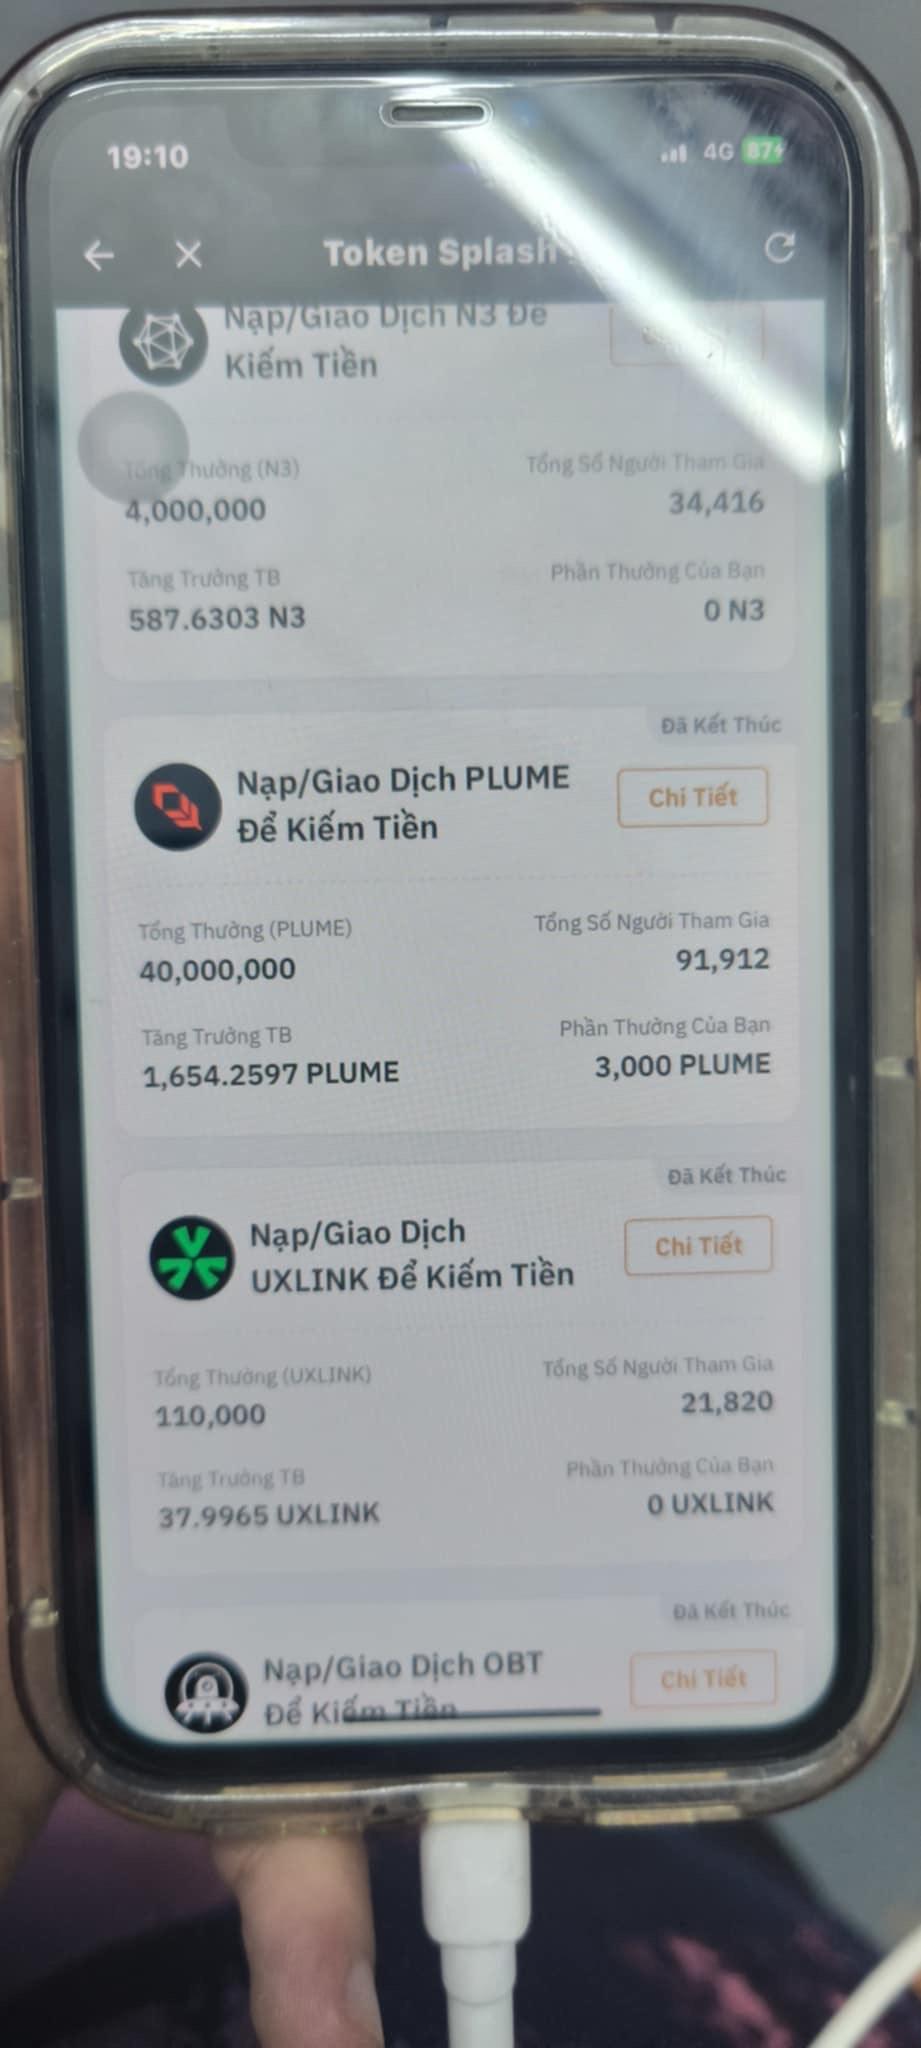 19:10
4G 87
Token Splash
Nạp/Giao Dịch N3 Để
Kiếm Tiền
Tổng Thưởng (N3)
Tổng Số Người Tham Gia
4,000,000
34,416
Tăng Trưởng TB
Phần Thưởng Của Bạn
587.6303 N3
0 N3
Đã Kết Thúc
Nạp/Giao Dịch PLUME
Để Kiếm Tiền
Chi Tiết
Tổng Thưởng (PLUME)
Tổng Số Người Tham Gia
40,000,000
91,912
Tăng Trưởng TB
Phần Thưởng Của Bạn
1,654.2597 PLUME
3,000 PLUME
Đã Kết Thúc
Nạp/Giao Dịch
UXLINK Để Kiếm Tiền
Chi Tiết
Tổng Thưởng (UXLINK)
Tổng Số Người Tham Gia
110,000
21,820
Tăng Trưởng TB
Phần Thưởng Của Bạn
37.9965 UXLINK
0 UXLINK
Đã Kết Thúc
Nạp/Giao Dịch OBT
Để Kiếm Tiền
Chi Tiết